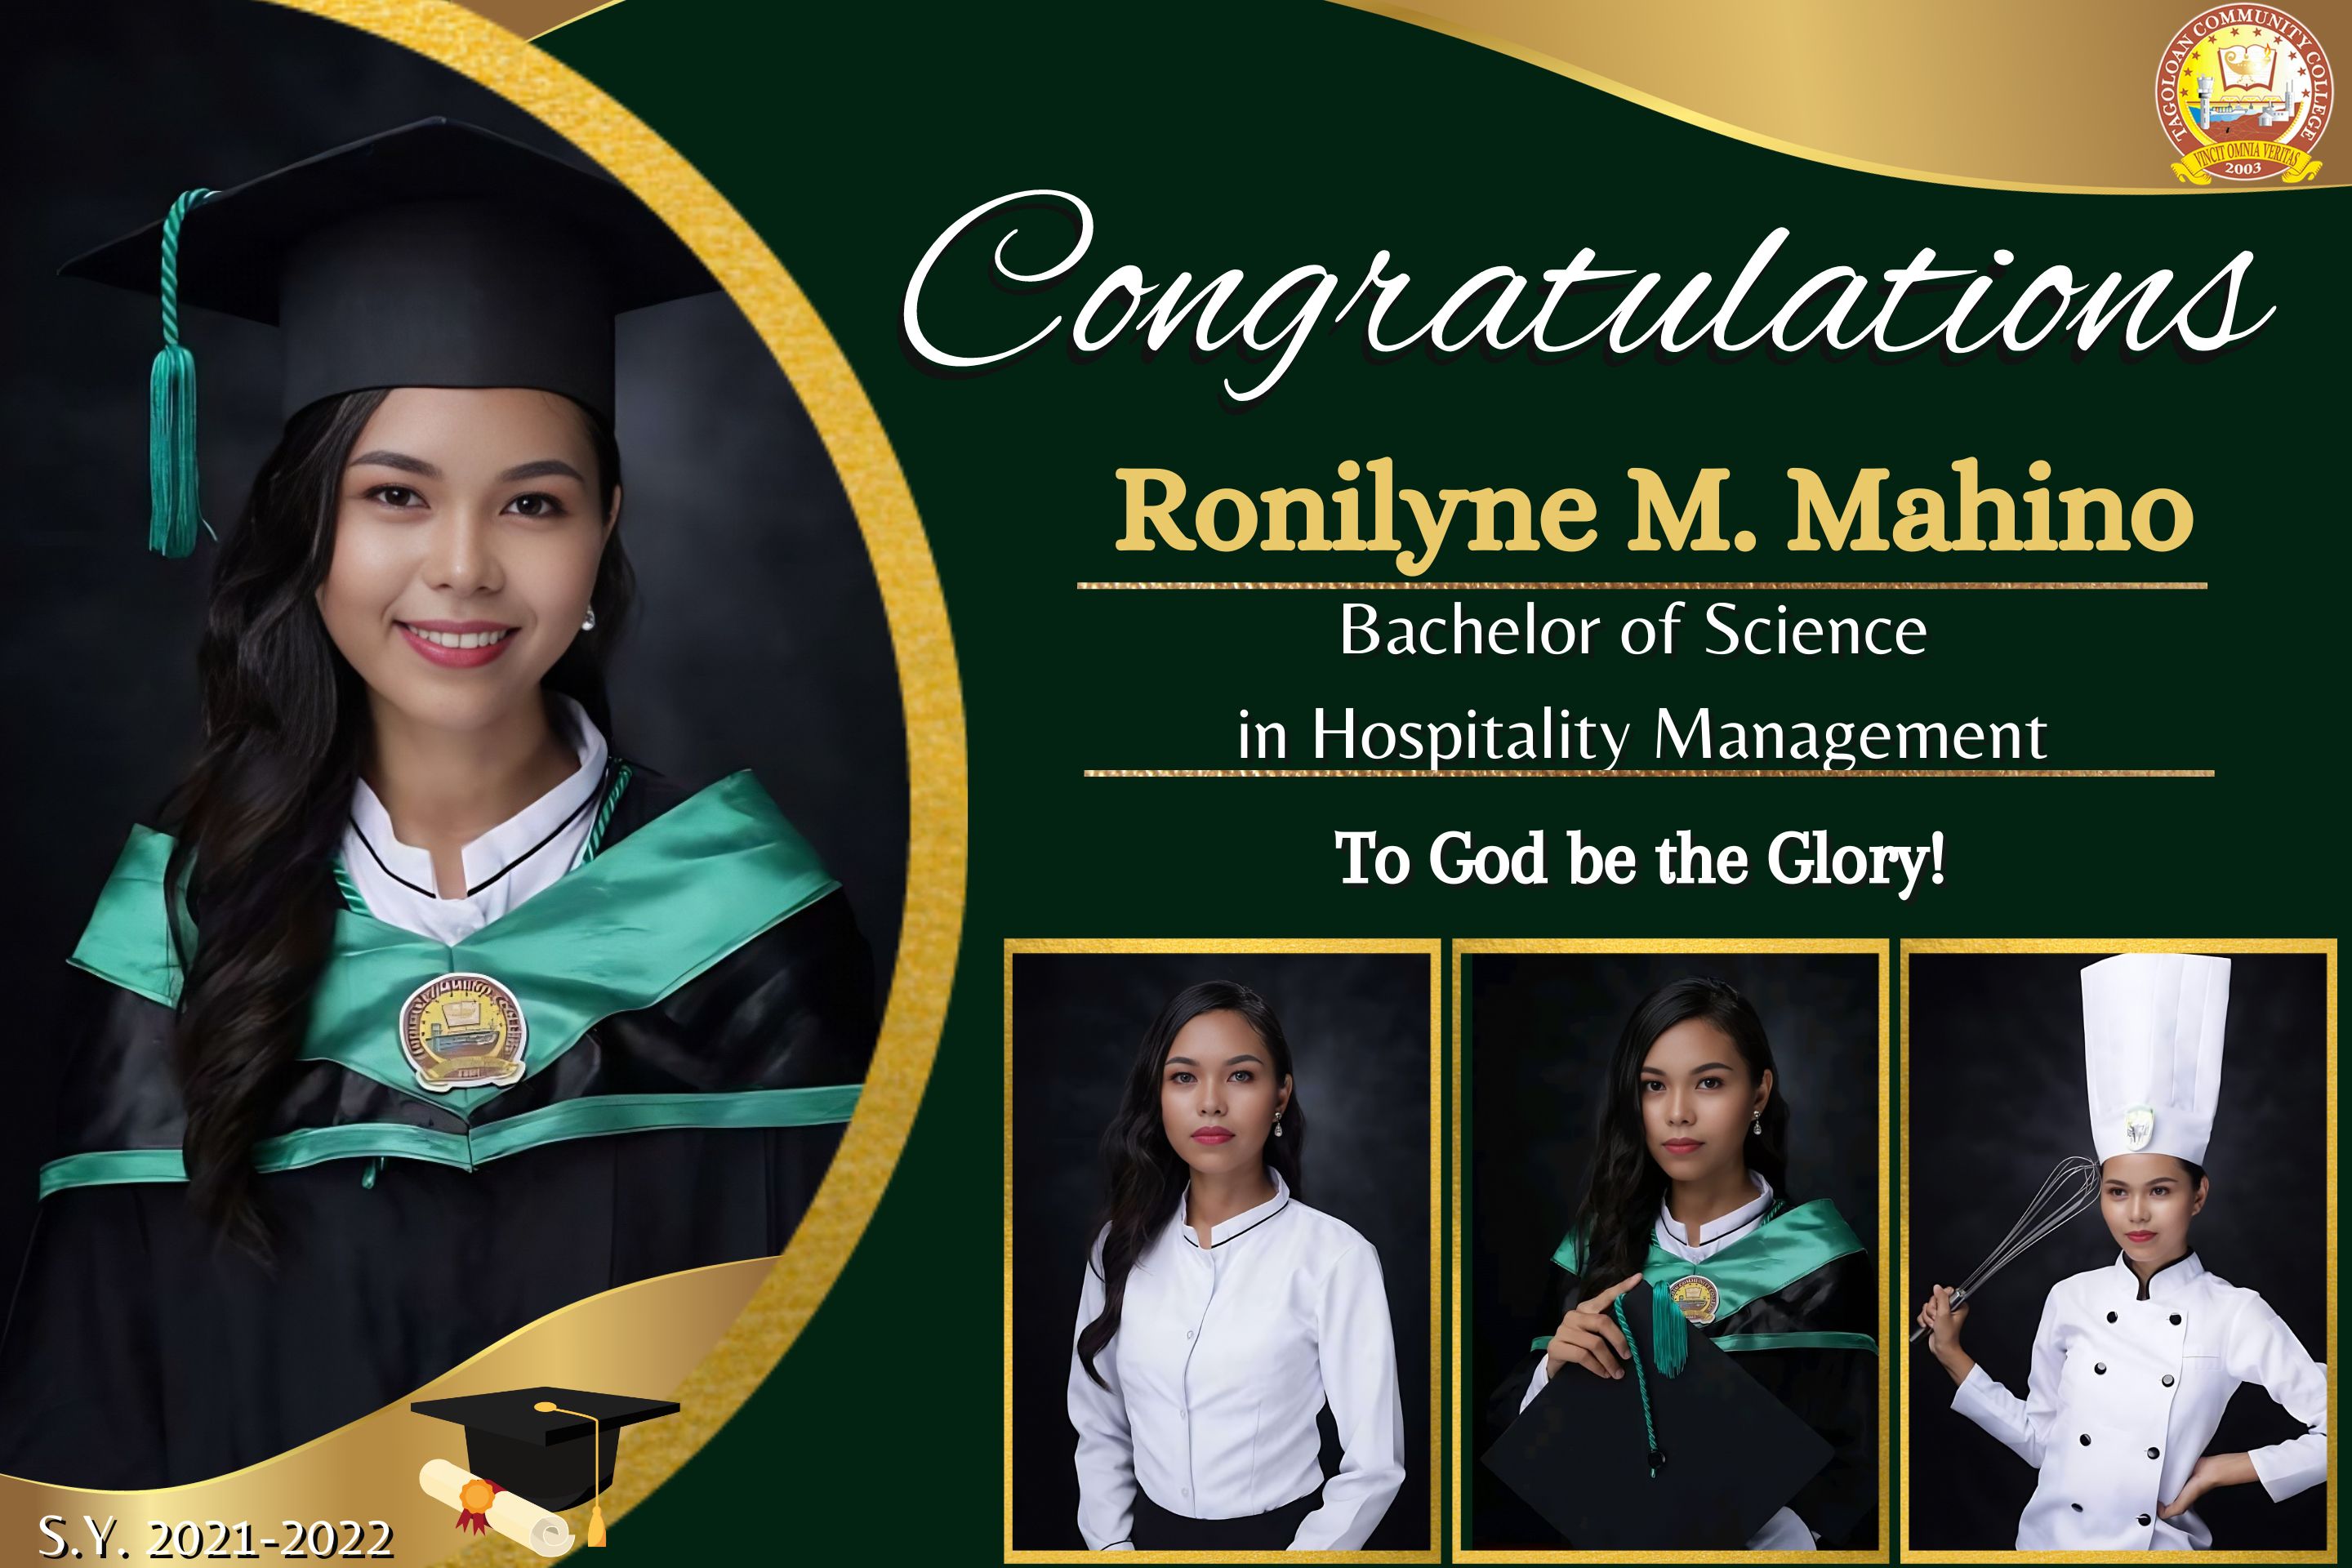 TAGOLOAN COMMUNITY COLLEGE
VINCIT OMNIA VERITAS
2003
Congratulations
Ronilyne M. Mahino
Bachelor of Science
in Hospitality Management
To God be the Glory!
S.Y. 2021-2022